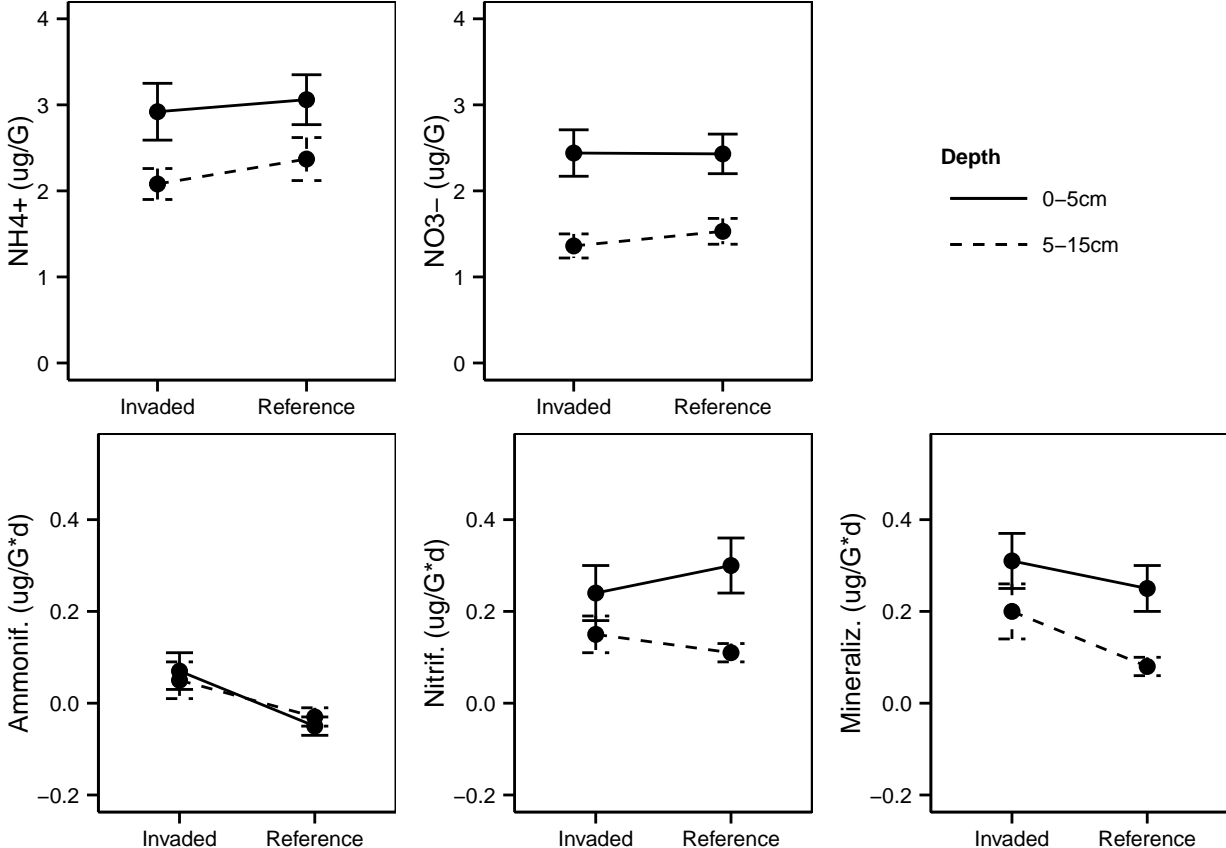 NH4+ (ug/G)
4
3
2
1
0
Invaded Reference
NO3− (ug/G)
4
3
2
1
0
Invaded Reference
Depth
0−5cm
5−15cm
Ammonif. (ug/G*d)
0.4
0.2
0.0
−0.2
Invaded Reference
Nitrif. (ug/G*d)
0.4
0.2
0.0
−0.2
Invaded Reference
Mineraliz. (ug/G*d)
0.4
0.2
0.0
−0.2
Invaded Reference